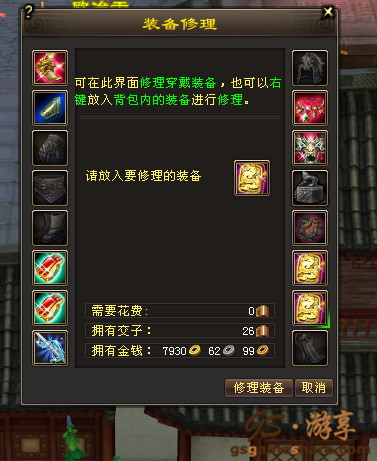 装备修理
可在此界面修理穿戴装备，也可以右
键放入背包内的装备进行修理。
请放入要修理的装备
需要花费: 0
拥有交子: 26
拥有金钱: 7930 62 99
修理装备 取消
游享